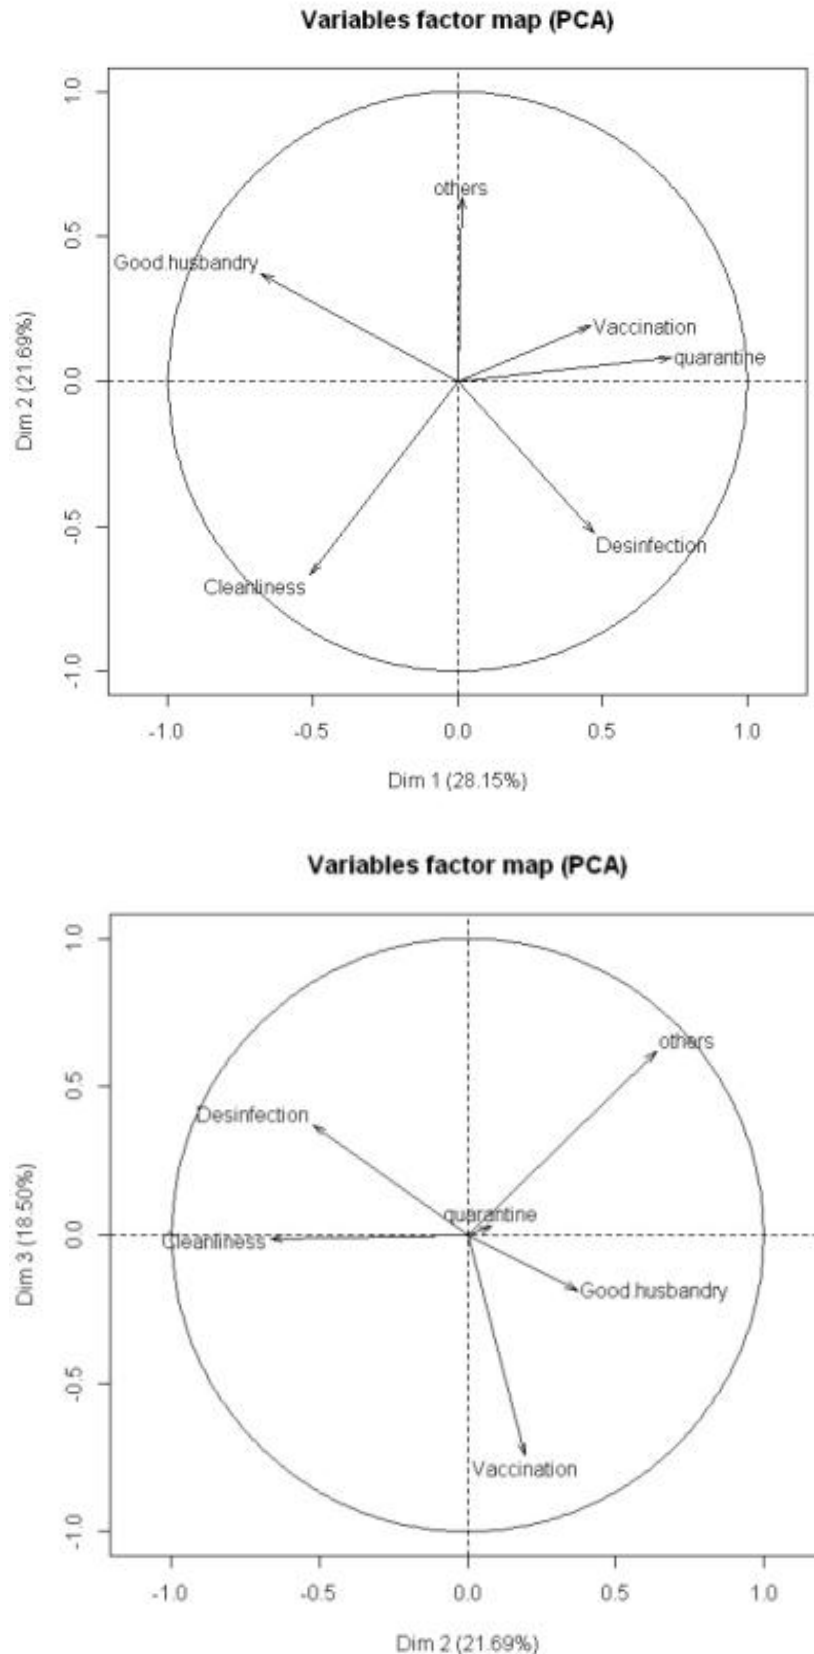 Variables factor map (PCA)
1.0
others
0.5
Good.husbandry
Vaccination
quarantine
Dim 2 (21.69%)
0.0
-0.5
Desinfection
Cleanliness
-1.0
-1.0 -0.5 0.0 0.5 1.0
Dim 1 (28.15%)
Variables factor map (PCA)
1.0
others
0.5
Desinfection
quarantine
Dim 3 (18.50%)
0.0
Cleanliness
Good.husbandry
-0.5
Vaccination
-1.0
-1.0 -0.5 0.0 0.5 1.0
Dim 2 (21.69%)